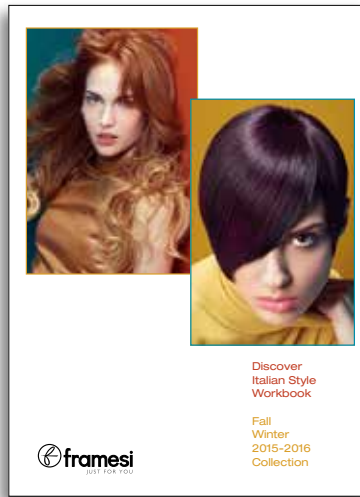 Discover
Italian Style
Workbook
Fall
Winter
2015-2016
Collection
framesi
JUST FOR YOU